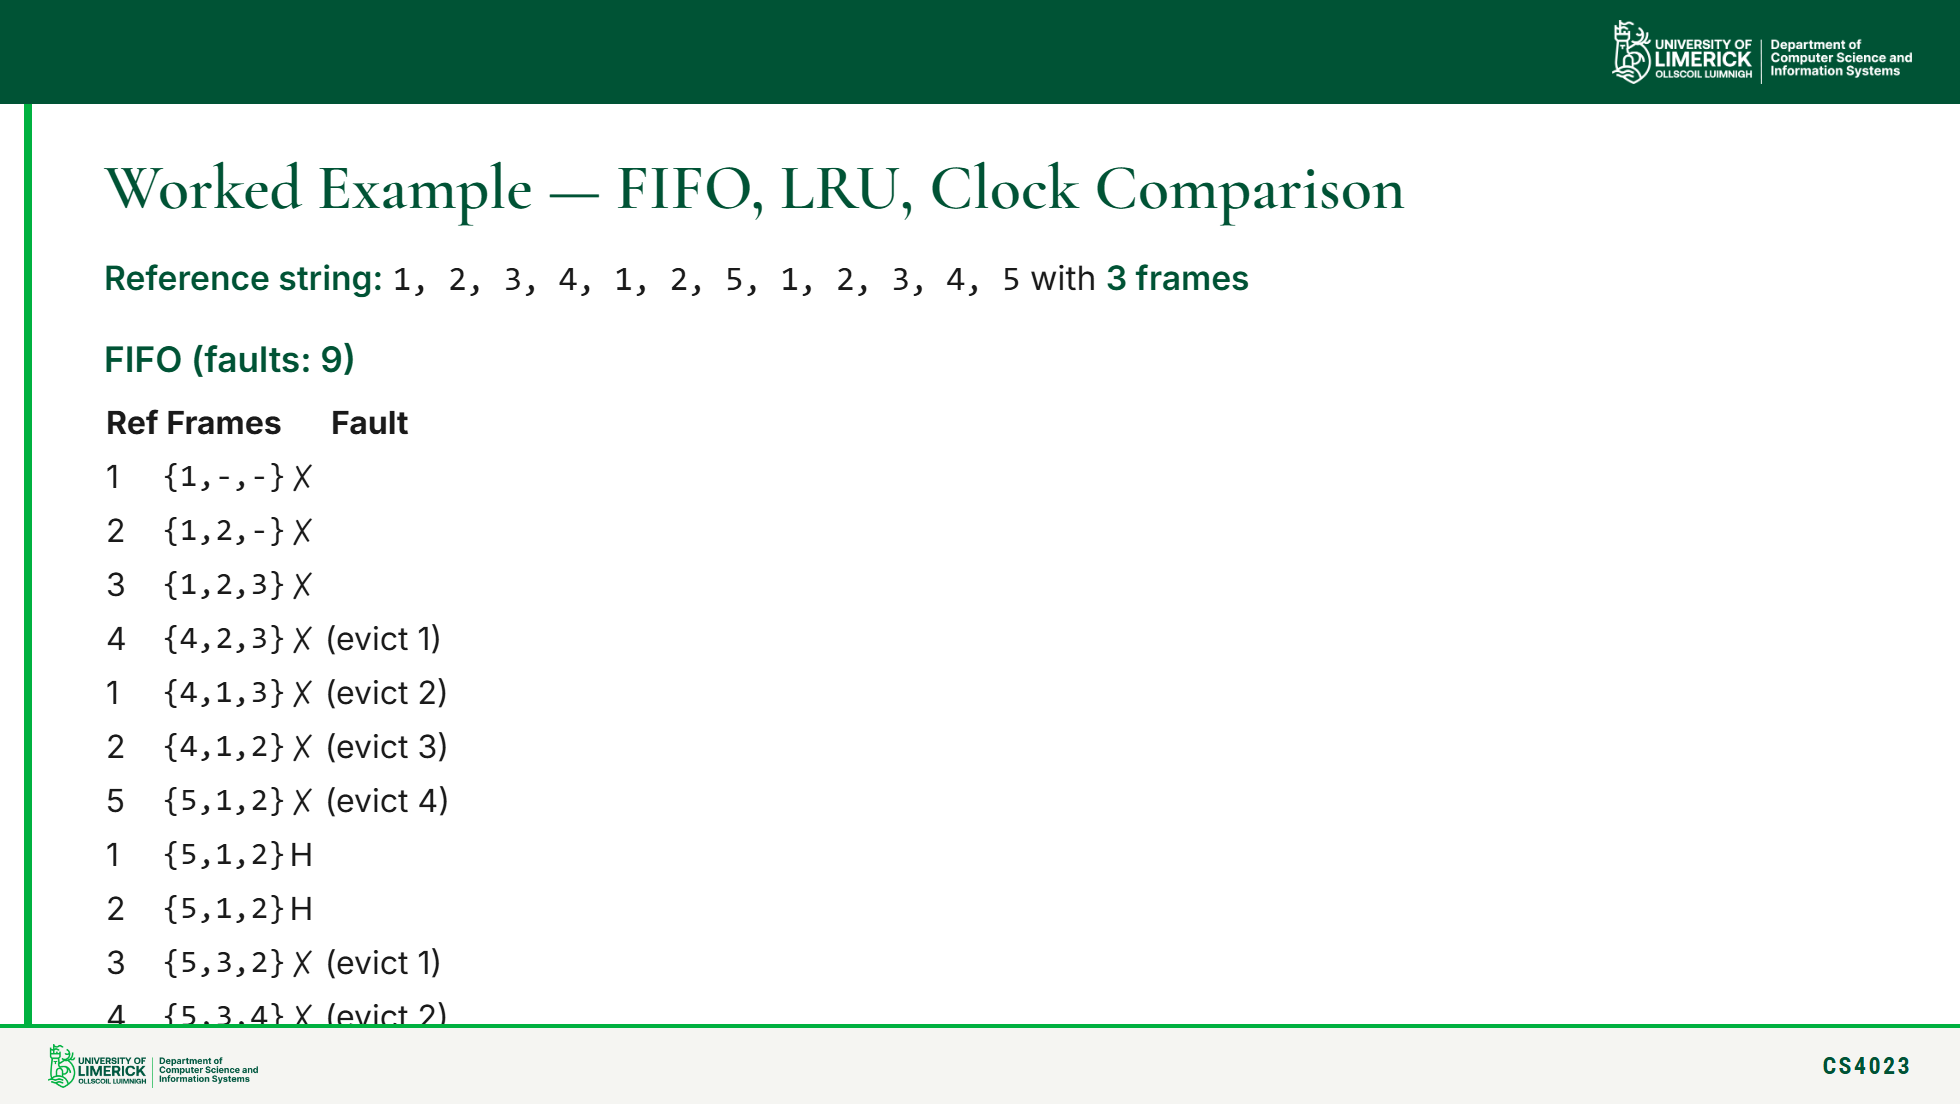 UNIVERSITY OF
LIMERICK
OLLSCOIL LUIMNIGH
Department of
Computer Science and
Information Systems
Worked Example — FIFO, LRU, Clock Comparison
Reference string: 1, 2, 3, 4, 1, 2, 5, 1, 2, 3, 4, 5 with 3 frames
FIFO (faults: 9)
Ref Frames Fault
1 {1,-,-} X
2 {1,2,-} X
3 {1,2,3} X
4 {4,2,3} X (evict 1)
1 {4,1,3} X (evict 2)
2 {4,1,2} X (evict 3)
5 {5,1,2} X (evict 4)
1 {5,1,2} H
2 {5,1,2} H
3 {5,3,2} X (evict 1)
4 {5,3,4} X (evict 2)
UNIVERSITY OF
LIMERICK
OLLSCOIL LUIMNIGH
Department of
Computer Science and
Information Systems
CS4023